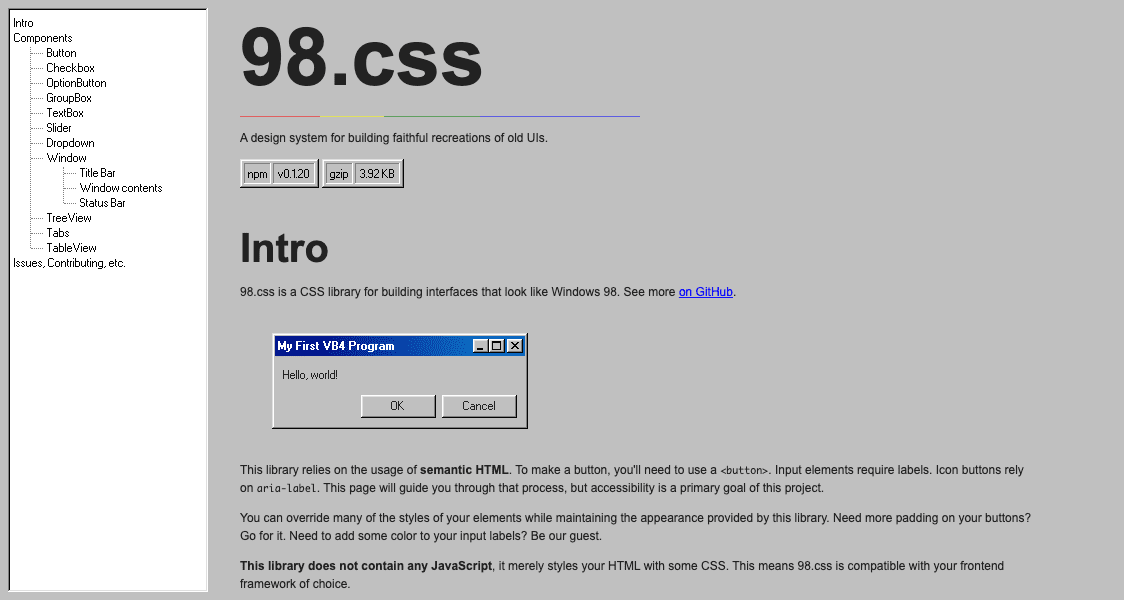 Intro
Components
Button
Checkbox
OptionButton
GroupBox
TextBox
Slider
Dropdown
Window
Title Bar
Window contents
Status Bar
TreeView
Tabs
TableView
Issues, Contributing, etc.
98.css
A design system for building faithful recreations of old UIs.
npm v0.1.20 gzip 3.92 KB
Intro
98.css is a CSS library for building interfaces that look like Windows 98. See more on GitHub.
My First VB4 Program
Hello, world!
OK Cancel
This library relies on the usage of semantic HTML. To make a button, you'll need to use a <button>. Input elements require labels. Icon buttons rely
on aria-label. This page will guide you through that process, but accessibility is a primary goal of this project.
You can override many of the styles of your elements while maintaining the appearance provided by this library. Need more padding on your buttons?
Go for it. Need to add some color to your input labels? Be our guest.
This library does not contain any JavaScript, it merely styles your HTML with some CSS. This means 98.css is compatible with your frontend
framework of choice.